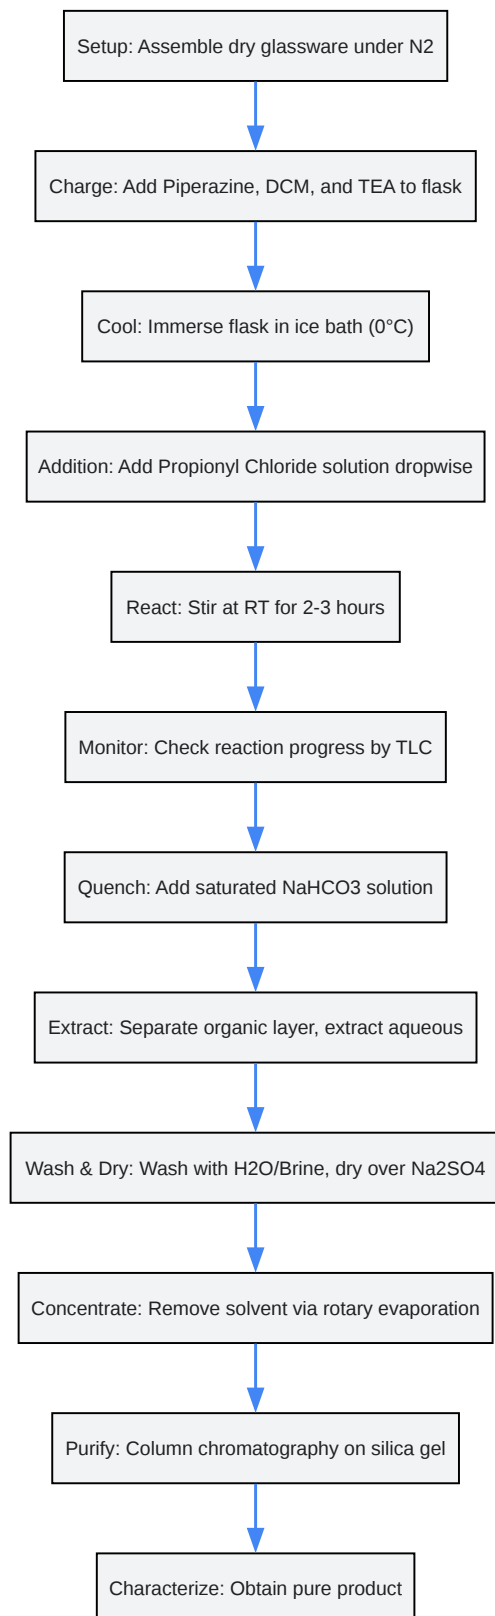 Setup: Assemble dry glassware under N2
Charge: Add Piperazine, DCM, and TEA to flask
Cool: Immerse flask in ice bath (0°C)
Addition: Add Propionyl Chloride solution dropwise
React: Stir at RT for 2-3 hours
Monitor: Check reaction progress by TLC
Quench: Add saturated NaHCO3 solution
Extract: Separate organic layer, extract aqueous
Wash & Dry: Wash with H2O/Brine, dry over Na2SO4
Concentrate: Remove solvent via rotary evaporation
Purify: Column chromatography on silica gel
Characterize: Obtain pure product